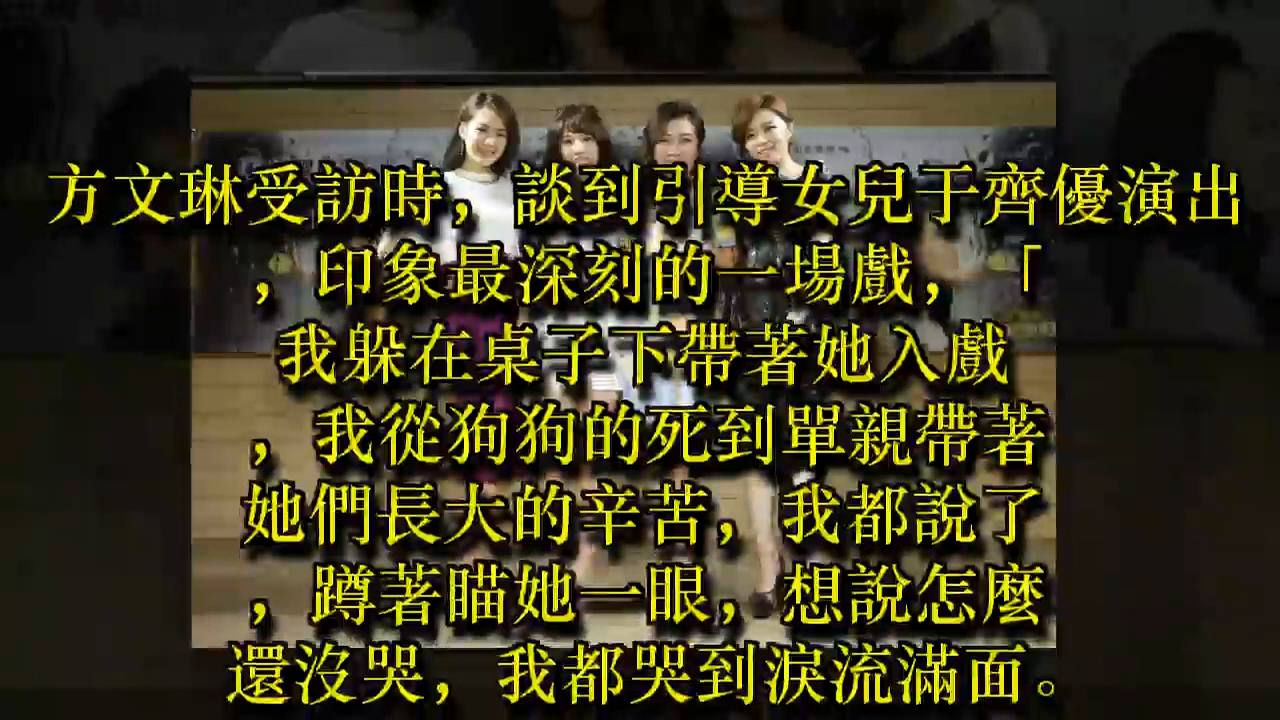 方文琳受訪時，談到引導女兒于齊優演出
，印象最深刻的一場戲，「
我躲在桌子下帶著她入戲
，我從狗狗的死到單親帶著
她們長大的辛苦，我都說了
，蹲著瞄她一眼，想說怎麼
還沒哭，我都哭到淚流滿面。